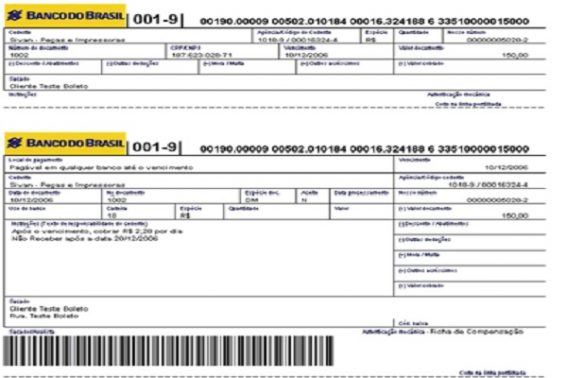 BANCO DO BRASIL | 001-9 | 00190.00009 00502.010184 00016.324188 6 33510000015000
Cedente Agência/Código do Cedente Espécie Quantidade Nosso número
Sivan - Peças e Impressoras 1018-9 / 00016324-4 R$ 00000005020-2
Número do documento CPF/CNPJ Vencimento Valor documento
1002 187.623.028-71 10/12/2006 150,00
(-) Desconto / Abatimentos (-) Outras deduções (+) Mora / Multa (+) Outros acréscimos (=) Valor cobrado
Sacado
Cliente Teste Boleto
Instruções Autenticação mecânica
Corte na linha pontilhada
BANCO DO BRASIL | 001-9 | 00190.00009 00502.010184 00016.324188 6 33510000015000
Local de pagamento Vencimento
Pagável em qualquer banco até o vencimento 10/12/2006
Cedente Agência/Código cedente
Sivan - Peças e Impressoras 1018-9 / 00016324-4
Data do documento No documento Espécie doc. Aceite Data processamento Nosso número
10/12/2006 1002 DM N 00000005020-2
Uso do banco Carteira Espécie Quantidade Valor (=) Valor documento
18 R$ 150,00
Instruções (Texto de responsabilidade do cedente) (-) Desconto / Abatimentos
Após o vencimento, cobrar R$ 2,28 por dia
Não Receber após a data 20/12/2006
(-) Outras deduções
(+) Mora / Multa
(+) Outros acréscimos
(=) Valor cobrado
Sacado
Cliente Teste Boleto
Rua. Teste Boleto
Cód. baixa
Sacador/Avalista Autenticação mecânica - Ficha de Compensação
Corte na linha pontilhada